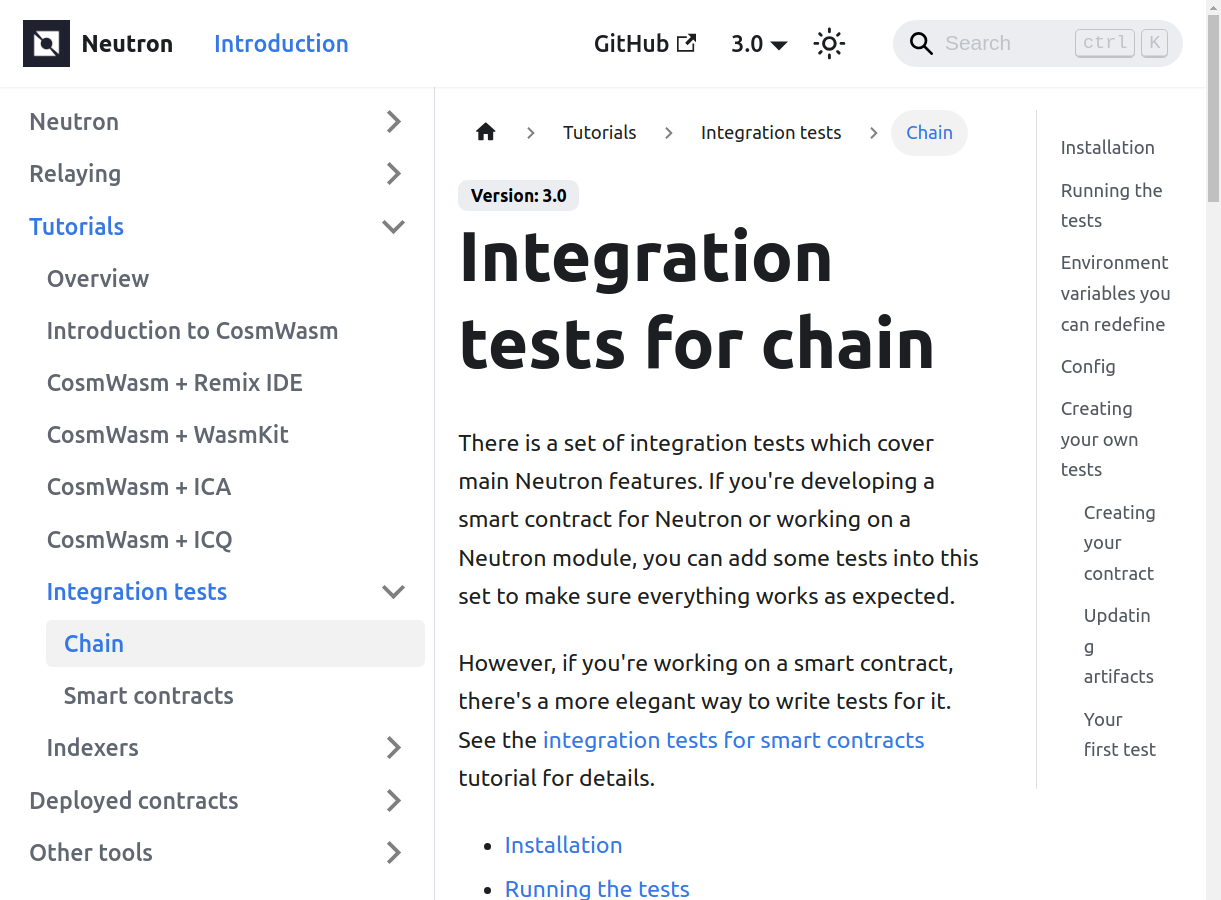 Neutron
Introduction
GitHub
3.0
Search
ctrl K
Neutron
Relaying
Tutorials
Overview
Introduction to CosmWasm
CosmWasm + Remix IDE
CosmWasm + WasmKit
CosmWasm + ICA
CosmWasm + ICQ
Integration tests
Chain
Smart contracts
Indexers
Deployed contracts
Other tools
Tutorials
Integration tests
Chain
Version: 3.0
Integration
tests for chain
There is a set of integration tests which cover
main Neutron features. If you're developing a
smart contract for Neutron or working on a
Neutron module, you can add some tests into this
set to make sure everything works as expected.
However, if you're working on a smart contract,
there's a more elegant way to write tests for it.
See the integration tests for smart contracts
tutorial for details.
Installation
Running the tests
Installation
Running the
tests
Environment
variables you
can redefine
Config
Creating
your own
tests
Creating
your
contract
Updatin
g
artifacts
Your
first test